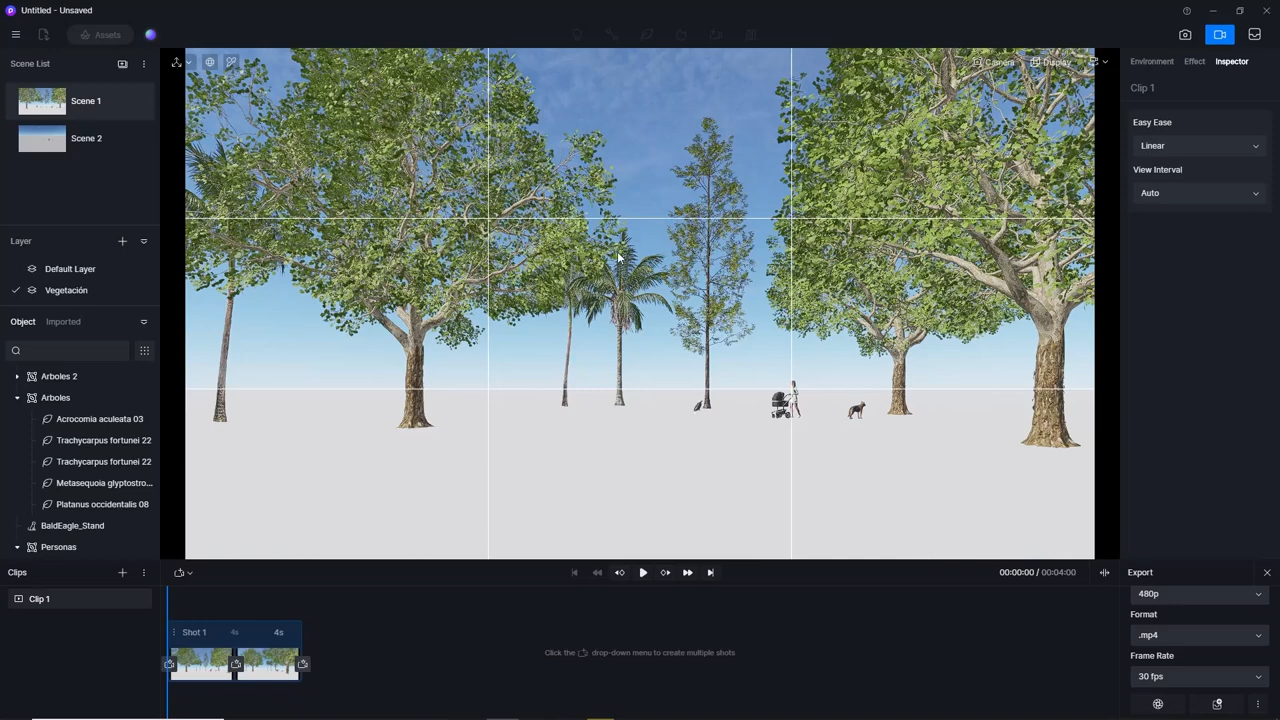 Untitled - Unsaved
Assets
Scene List
Scene 1
Scene 2
Layer
Default Layer
Vegetación
Object
Imported
Arboles 2
Arboles
Acrocomia aculeata 03
Trachycarpus fortunei 22
Trachycarpus fortunei 22
Metasequoia glyptostro...
Platanus occidentalis 08
BaldEagle_Stand
Personas
Camera
Display
Environment
Effect
Inspector
Clip 1
Easy Ease
Linear
View Interval
Auto
Clips
Clip 1
00:00:00 / 00:04:00
Shot 1
4s
4s
Click the drop-down menu to create multiple shots
Export
480p
Format
.mp4
Frame Rate
30 fps